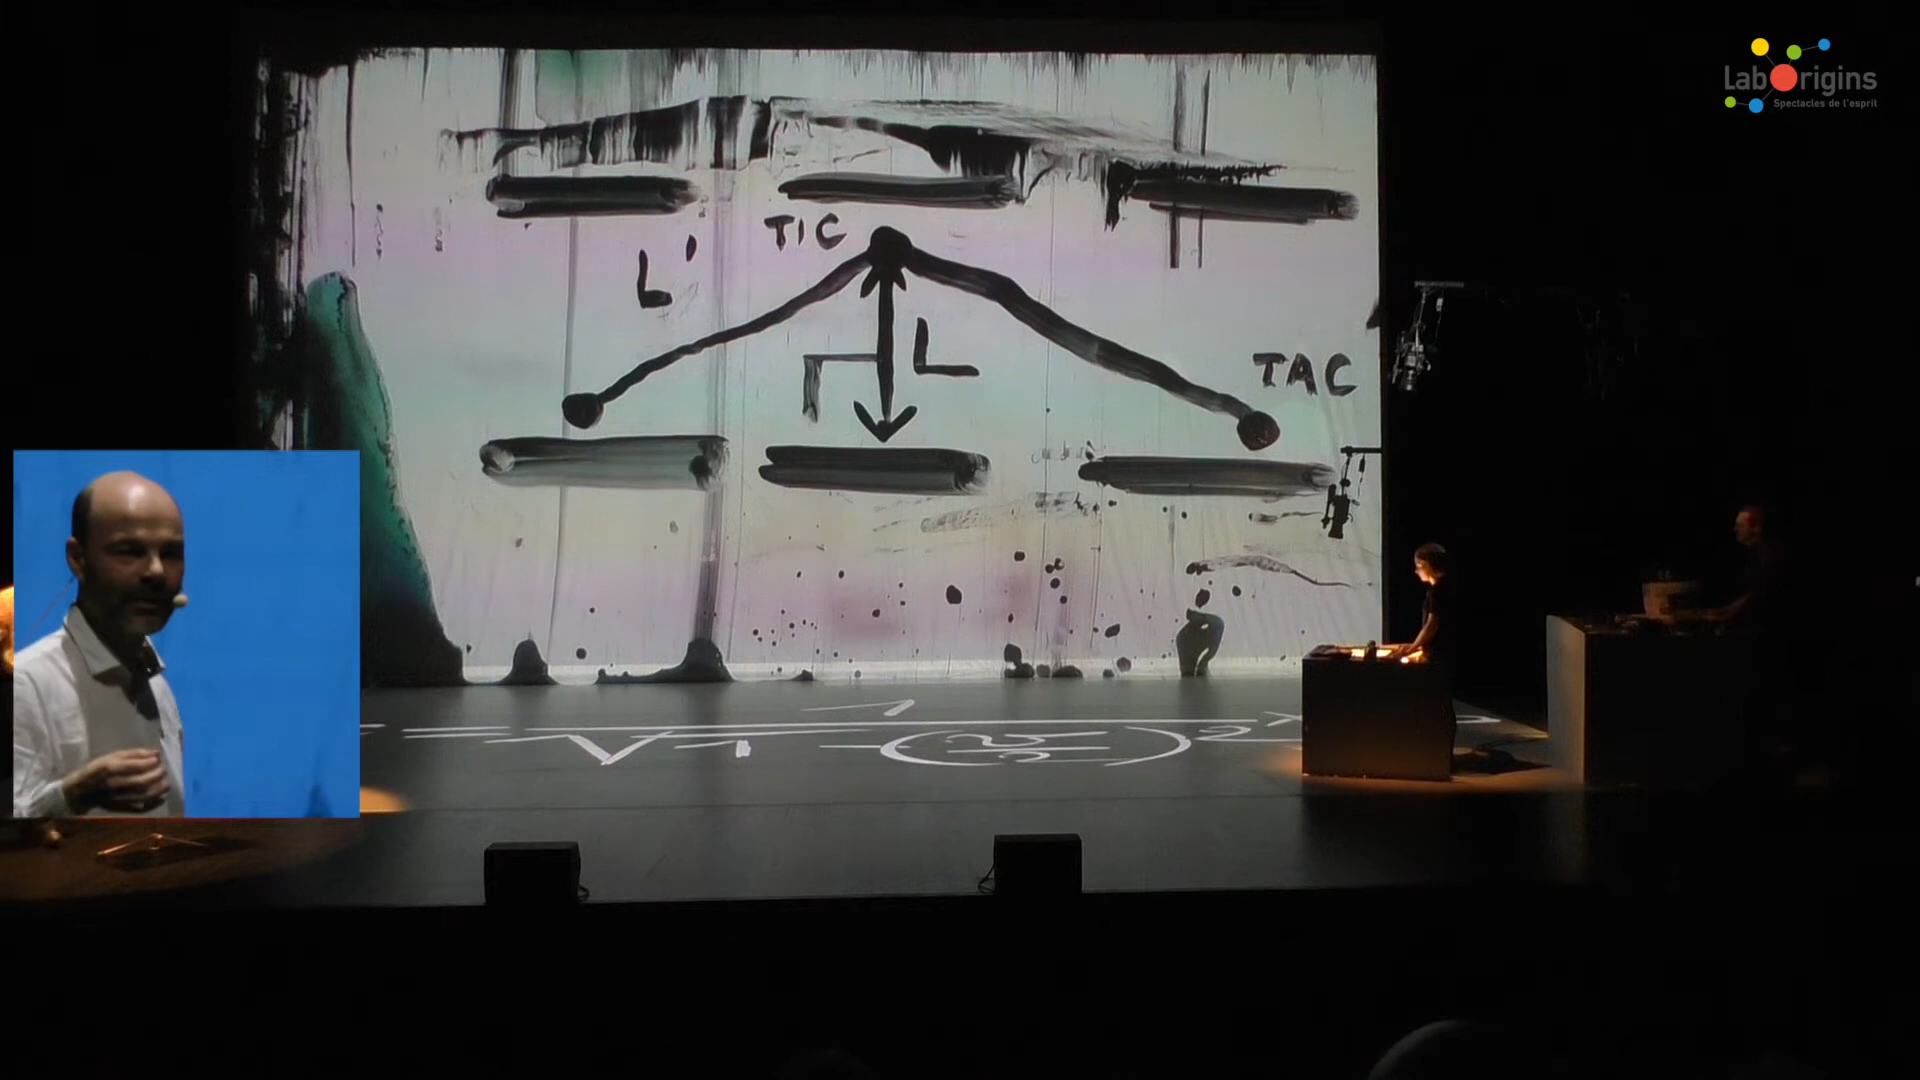 LabOrigins
Spectacles de l'esprit
TIC
L'
L
TAC